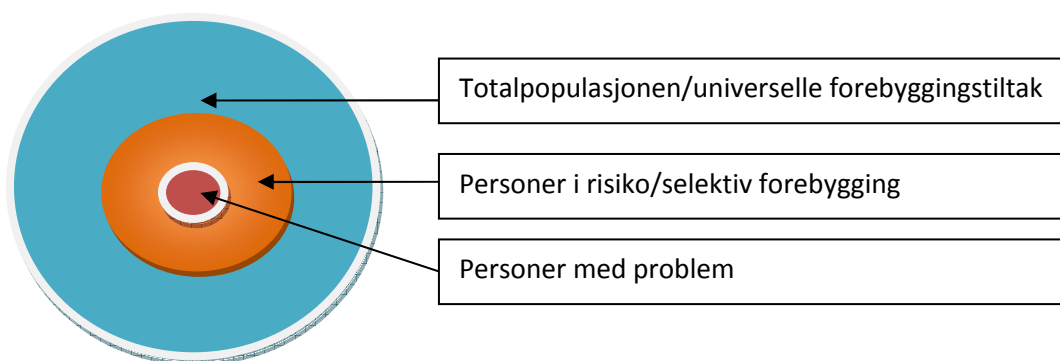 Totalpopulasjonen/universelle forebyggingstiltak
Personer i risiko/selektiv forebygging
Personer med problem